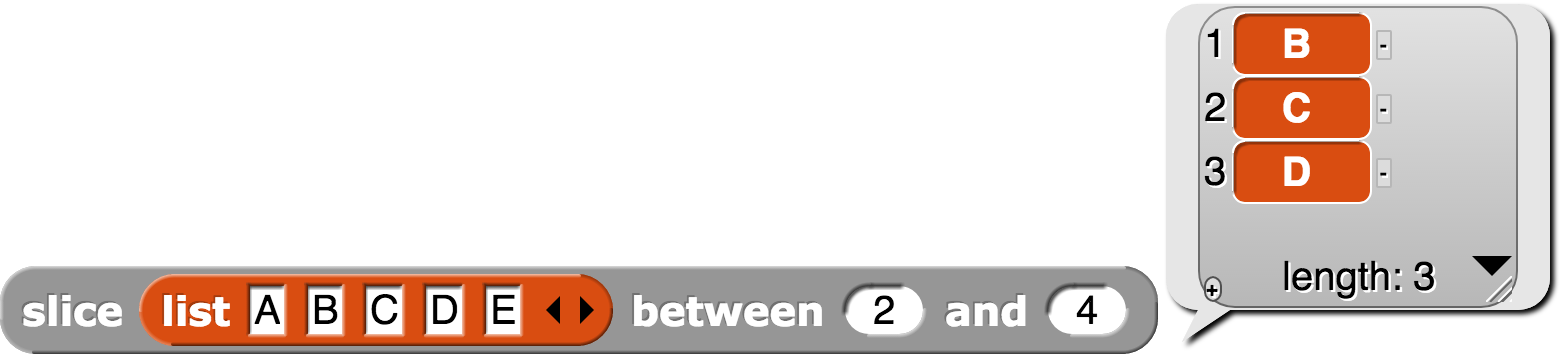 1 B -
2 C -
3 D -
+ length: 3
slice list A B C D E between 2 and 4